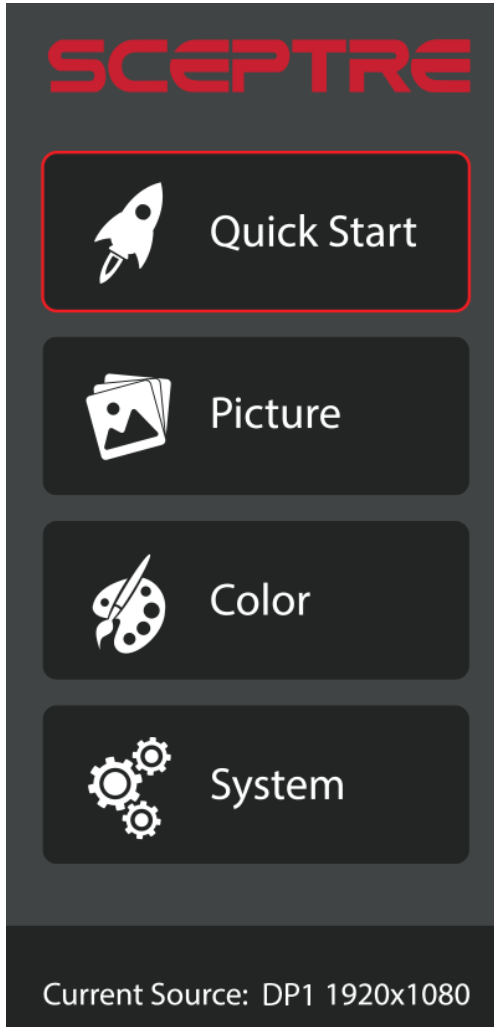 SCEPTRE
Quick Start
Picture
Color
System
Current Source: DP1 1920x1080